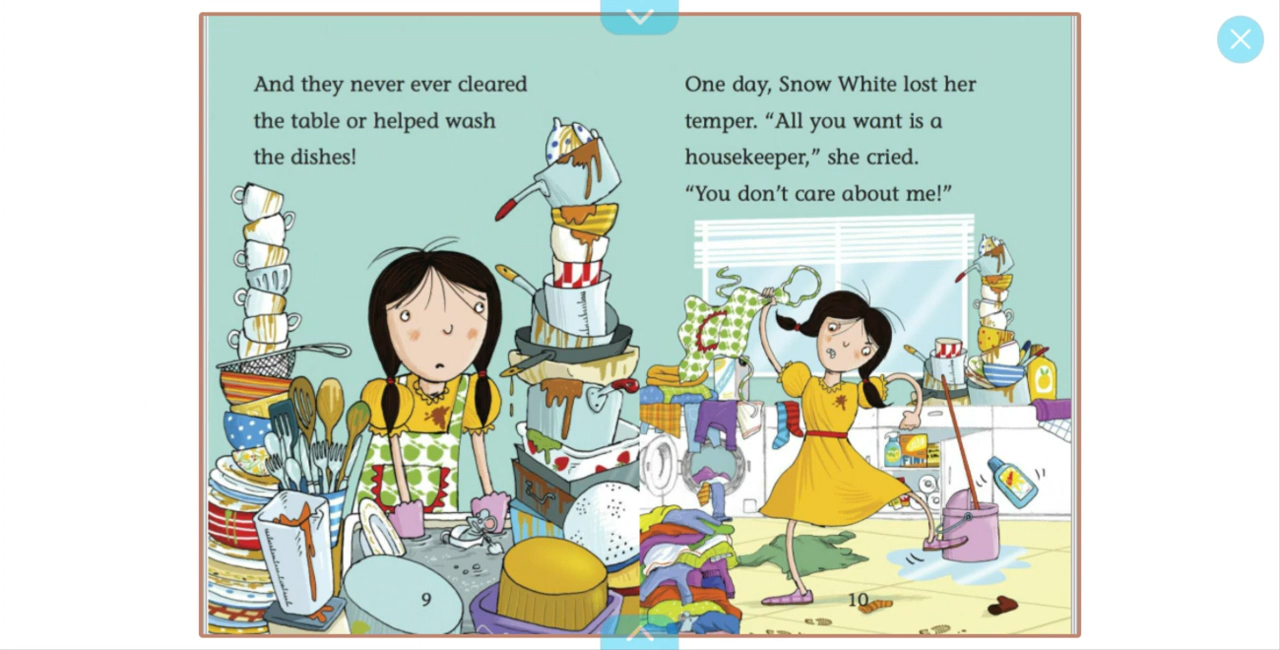 And they never ever cleared
the table or helped wash
the dishes!
9
One day, Snow White lost her
temper. “All you want is a
housekeeper,” she cried.
“You don’t care about me!”
10